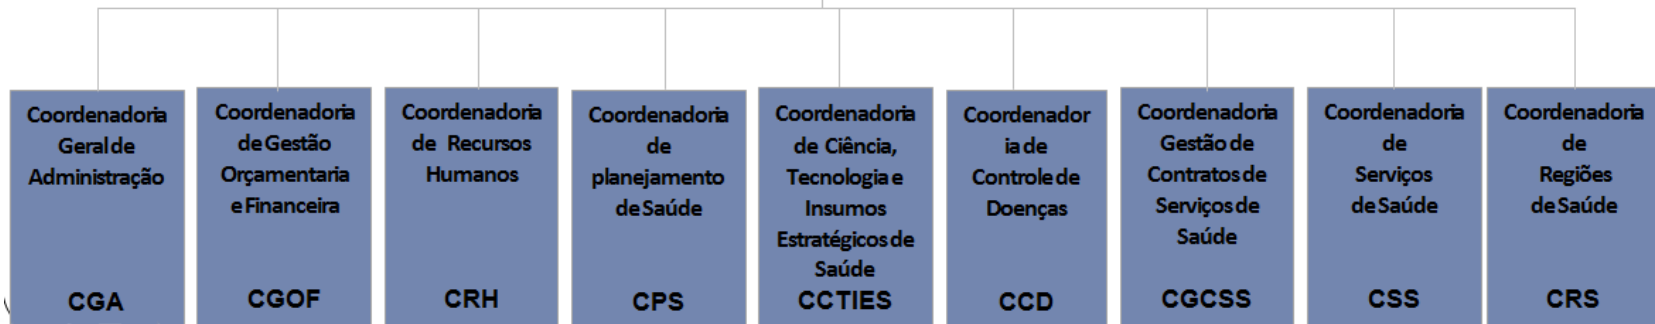 Coordenadoria
Geral de
Administração
CGA
Coordenadoria
de Gestão
Orçamentaria
e Financeira
CGOF
Coordenadoria
de Recursos
Humanos
CRH
Coordenadoria
de
planejamento
de Saúde
CPS
Coordenadoria
de Ciência,
Tecnologia e
Insumos
Estratégicos de
Saúde
CCTIES
Coordenador
ia de
Controle de
Doenças
CCD
Coordenadoria
Gestão de
Contratos de
Serviços de
Saúde
CGCSS
Coordenadoria
de
Serviços
de Saúde
CSS
Coordenadoria
de
Regiões
de Saúde
CRS